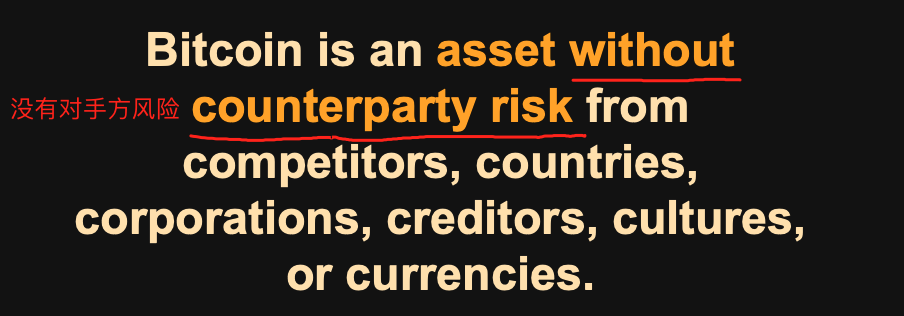 Bitcoin is an asset without
没有对手方风险 counterparty risk from
competitors, countries,
corporations, creditors, cultures,
or currencies.